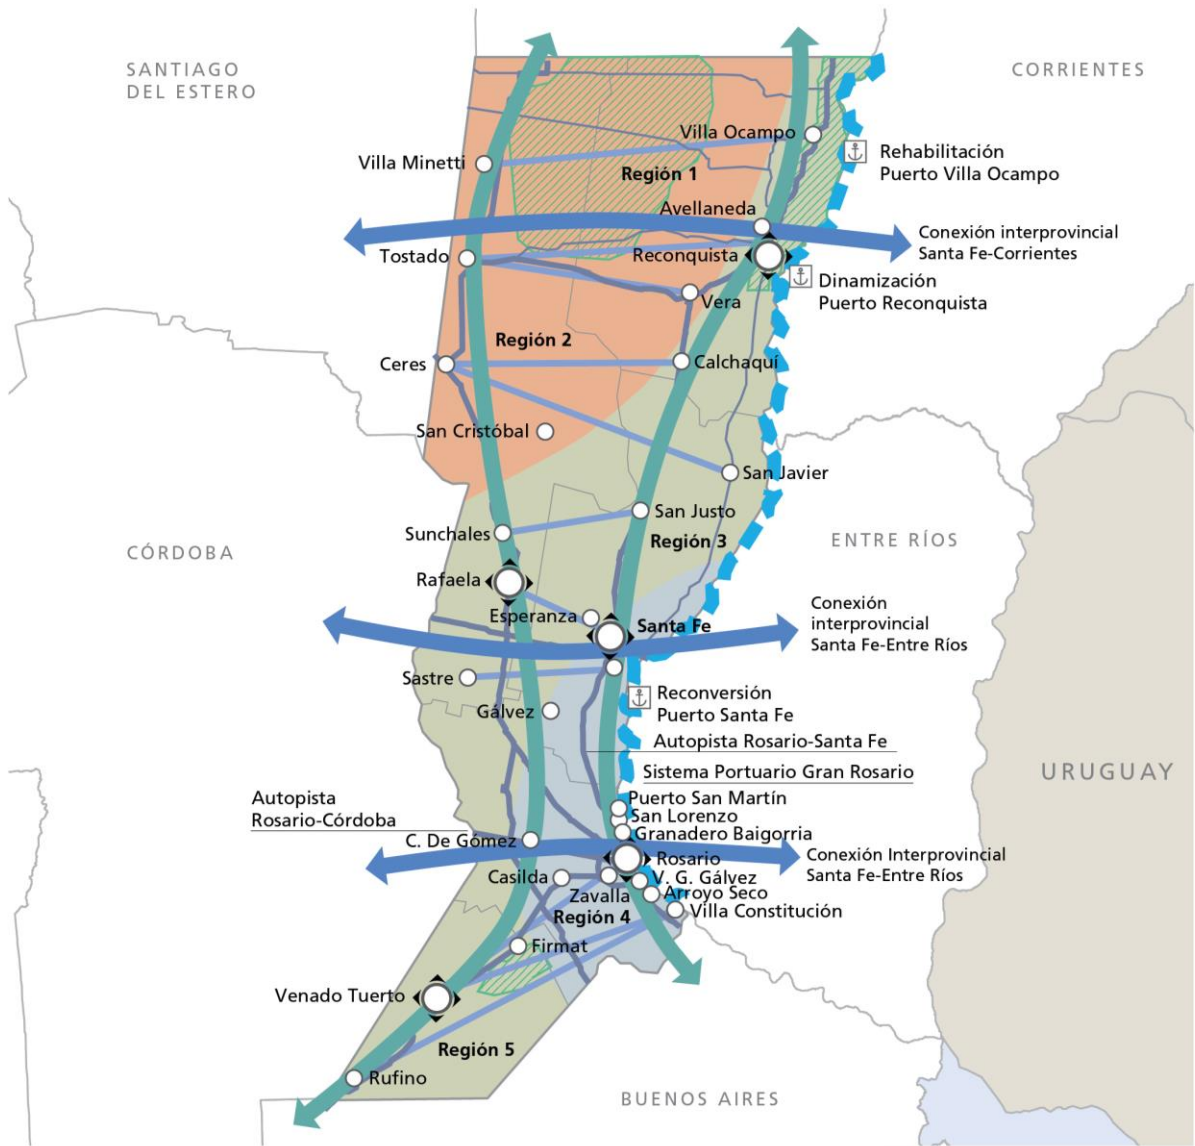 SANTIAGO
DEL ESTERO
CORRIENTES
Villa Ocampo
Villa Minetti
Rehabilitación
Puerto Villa Ocampo
Región 1
Avellaneda
Conexión interprovincial
Santa Fe-Corrientes
Tostado
Reconquista
Dinamización
Puerto Reconquista
Vera
Región 2
Ceres
Calchaquí
San Cristóbal
San Javier
San Justo
Sunchales
Región 3
CÓRDOBA
ENTRE RÍOS
Rafaela
Esperanza
Santa Fe
Conexión
interprovincial
Santa Fe-Entre Ríos
Sastre
Reconversión
Puerto Santa Fe
Gálvez
Autopista Rosario-Santa Fe
Sistema Portuario Gran Rosario
URUGUAY
Autopista
Rosario-Córdoba
Puerto San Martín
San Lorenzo
Granadero Baigorria
C. De Gómez
Rosario
Conexión Interprovincial
Santa Fe-Entre Ríos
Casilda
Zavalla
V. G. Gálvez
Arroyo Seco
Villa Constitución
Región 4
Firmat
Venado Tuerto
Región 5
Rufino
BUENOS AIRES